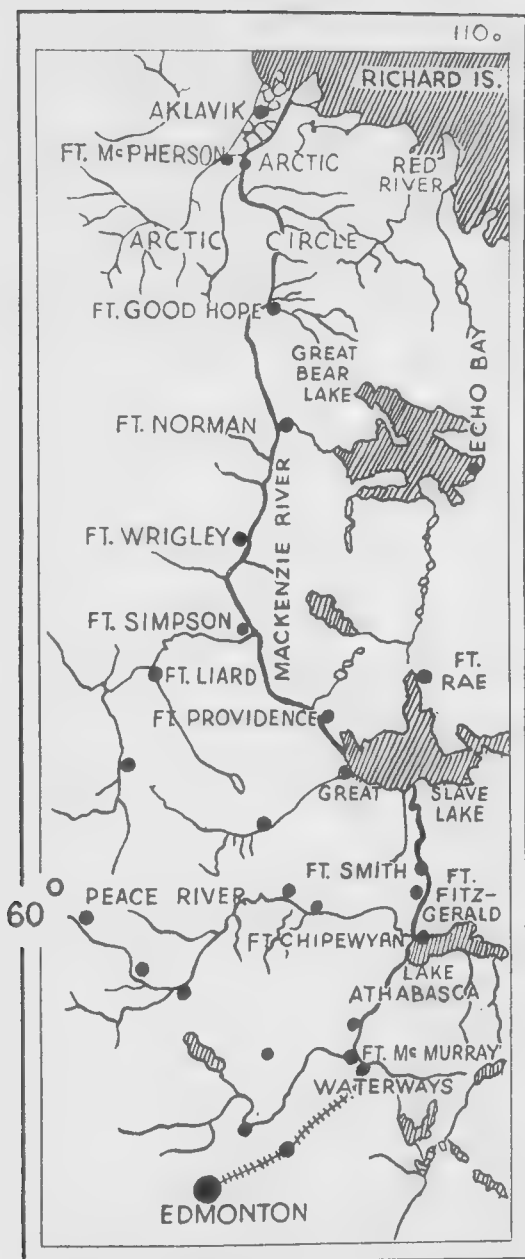 110°
RICHARD IS.
AKLAVIK
FT. McPHERSON
ARCTIC
RED
RIVER
ARCTIC CIRCLE
FT. GOOD HOPE
GREAT
BEAR
LAKE
ECHO BAY
FT. NORMAN
MACKENZIE RIVER
FT. WRIGLEY
FT. SIMPSON
FT.
RAE
FT. LIARD
FT. PROVIDENCE
GREAT SLAVE
LAKE
FT. SMITH
FT.
FITZ-
GERALD
60°
PEACE RIVER
FT. CHIPEWYAN
LAKE
ATHABASCA
FT. Mc MURRAY
WATERWAYS
EDMONTON